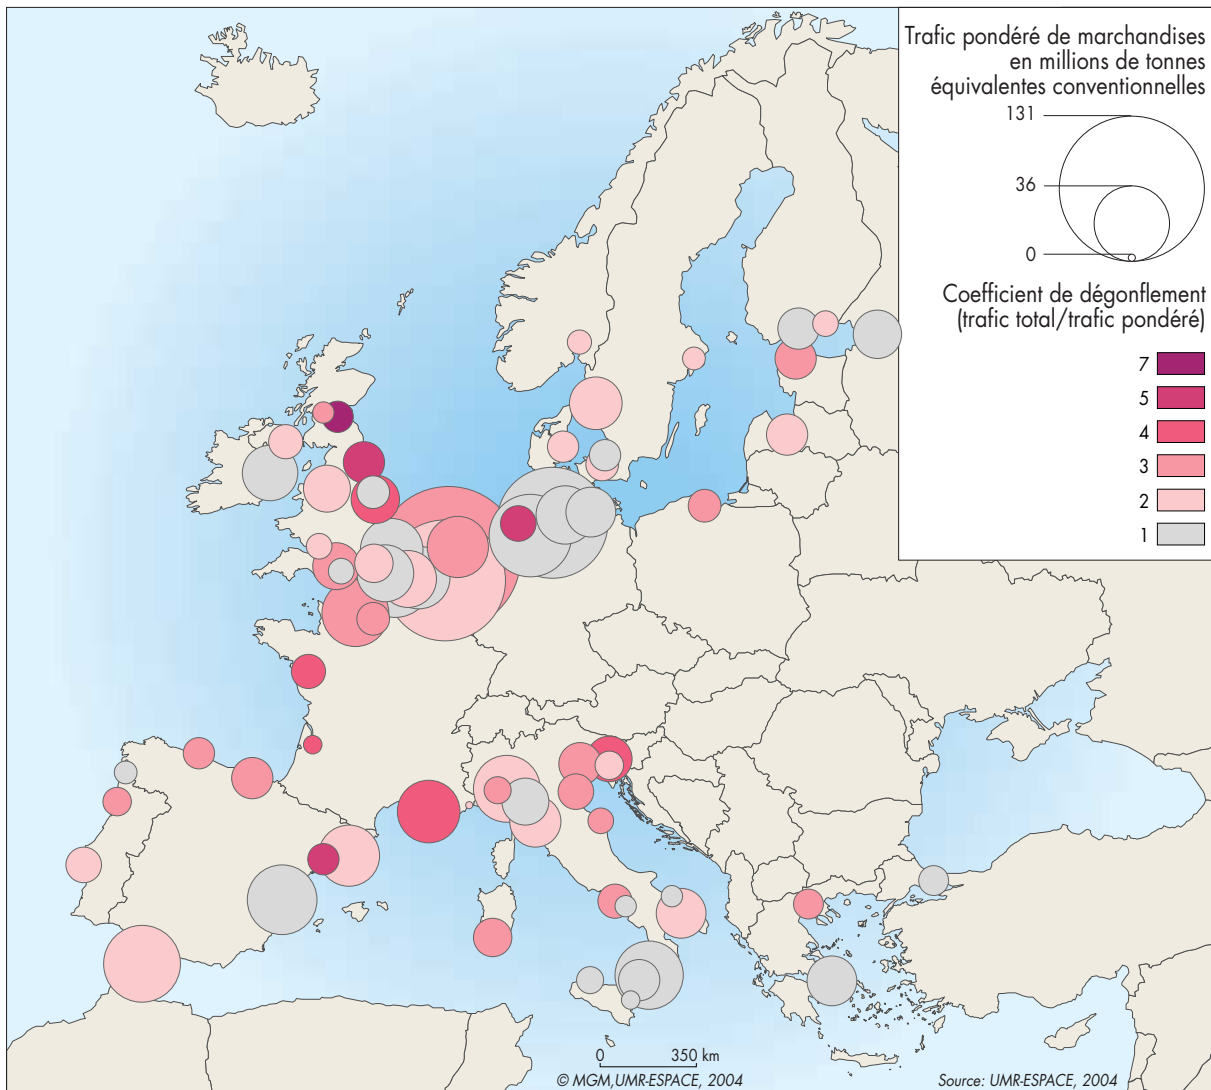 Trafic pondéré de marchandises
en millions de tonnes
équivalentes conventionnelles
131
36
0
Coefficient de dégonflement
(trafic total/trafic pondéré)
7
5
4
3
2
1
0 350 km
© MGM,UMR-ESPACE, 2004
Source: UMR-ESPACE, 2004